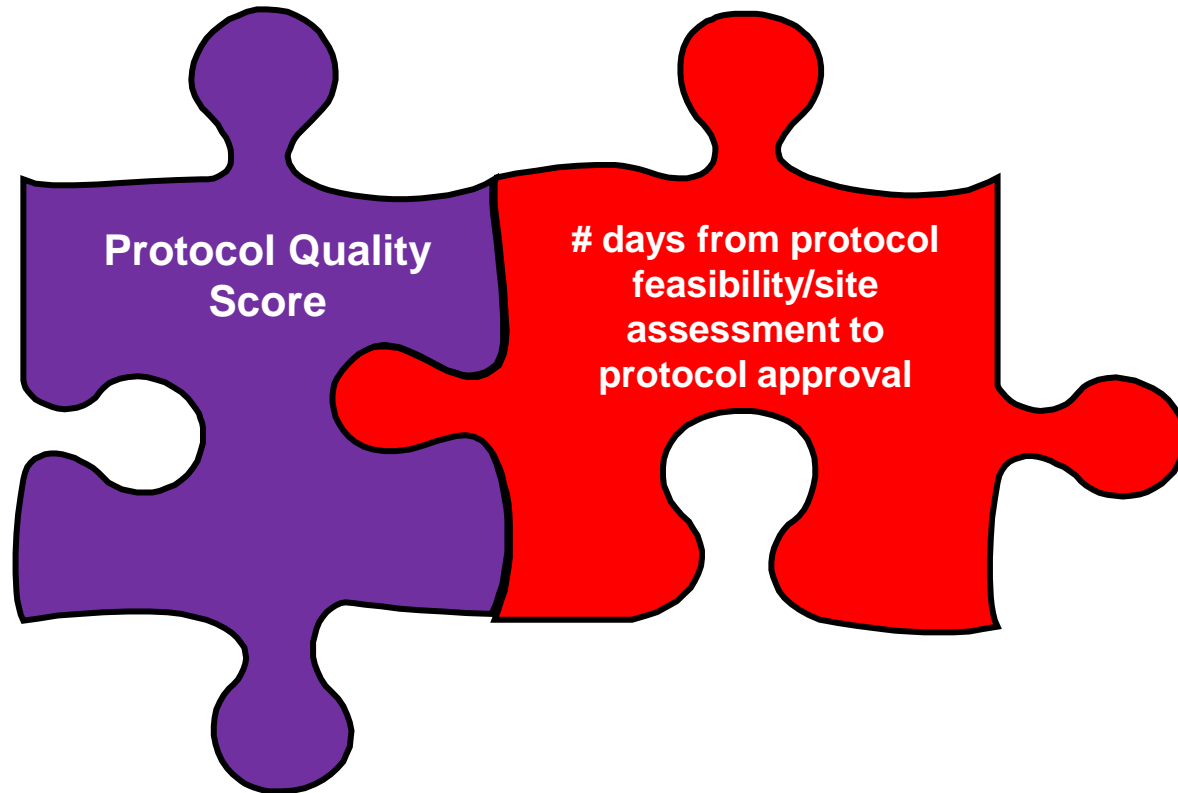 Protocol Quality
Score
# days from protocol
feasibility/site
assessment to
protocol approval